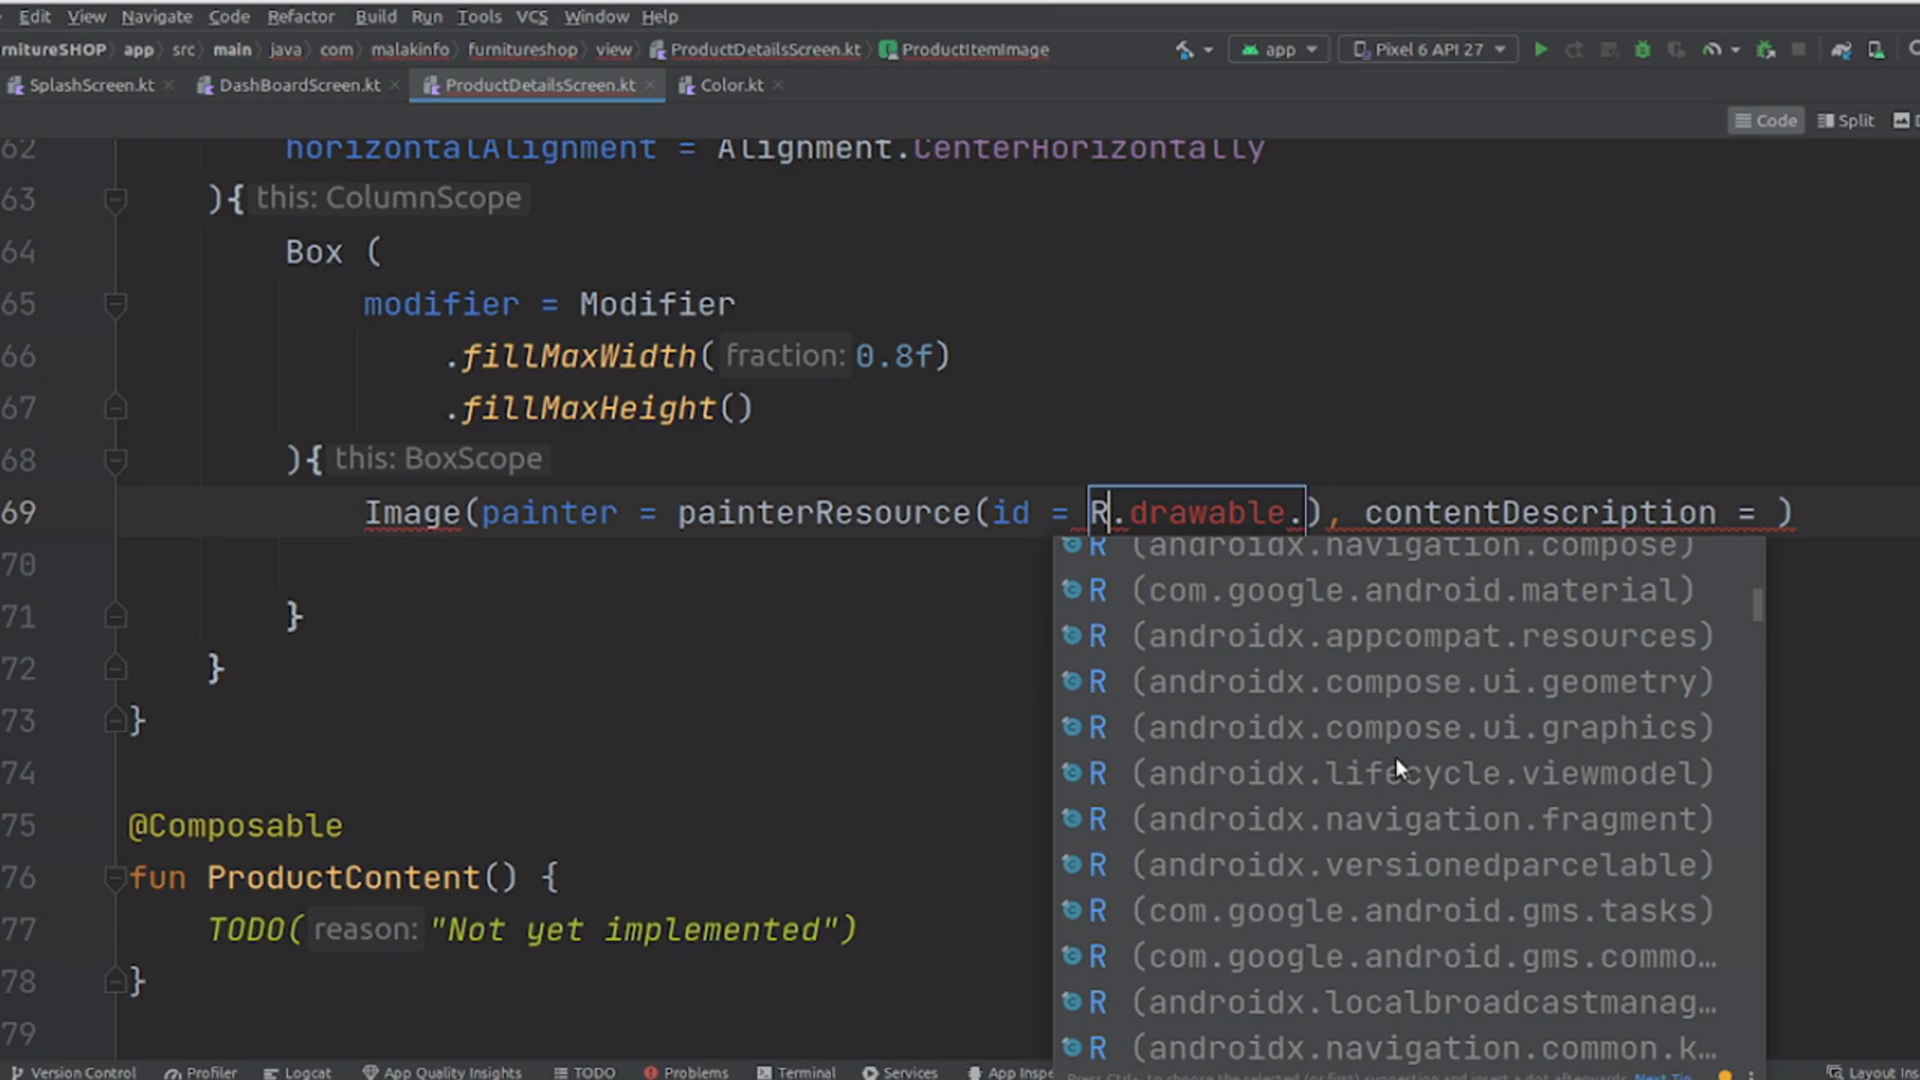 Edit View Navigate Code Refactor Build Run Tools VCS Window Help
rnitureSHOP app src main java com malakinfo furnitureshop view ProductDetailsScreen.kt ProductItemImage app Pixel 6 API 27
SplashScreen.kt DashBoardScreen.kt ProductDetailsScreen.kt Color.kt
Code Split
62 horizontalAlignment = Alignment.CenterHorizontally
63 ){ this: ColumnScope
64 Box (
65 modifier = Modifier
66 .fillMaxWidth( fraction: 0.8f)
67 .fillMaxHeight()
68 ){ this: BoxScope
69 Image(painter = painterResource(id = R.drawable.), contentDescription = )
R (androidx.navigation.compose)
70
R (com.google.android.material)
71 }
R (androidx.appcompat.resources)
72 }
R (androidx.compose.ui.geometry)
73 }
R (androidx.compose.ui.graphics)
74
R (androidx.lifecycle.viewmodel)
75 @Composable
R (androidx.navigation.fragment)
76 fun ProductContent() {
R (androidx.versionedparcelable)
77 TODO( reason: "Not yet implemented")
R (com.google.android.gms.tasks)
78 }
R (com.google.android.gms.commo…
R (androidx.localbroadcastmanag…
79
R (androidx.navigation.common.k…
Version Control Profiler Logcat App Quality Insights TODO Problems Terminal Services App Inspe Layout Ins